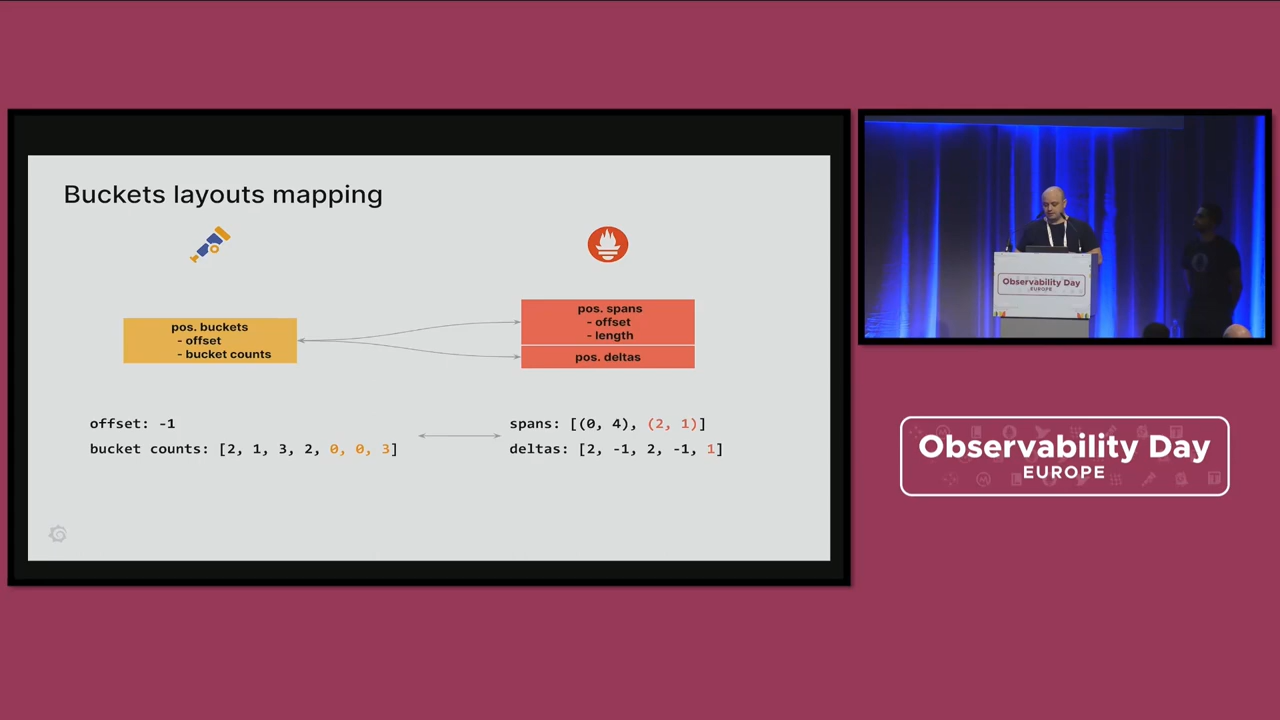 Buckets layouts mapping
pos. buckets
- offset
- bucket counts
pos. spans
- offset
- length
pos. deltas
offset: -1
bucket counts: [2, 1, 3, 2, 0, 0, 3]
spans: [(0, 4), (2, 1)]
deltas: [2, -1, 2, -1, 1]
Observability Day
EUROPE
Observability Day
EUROPE